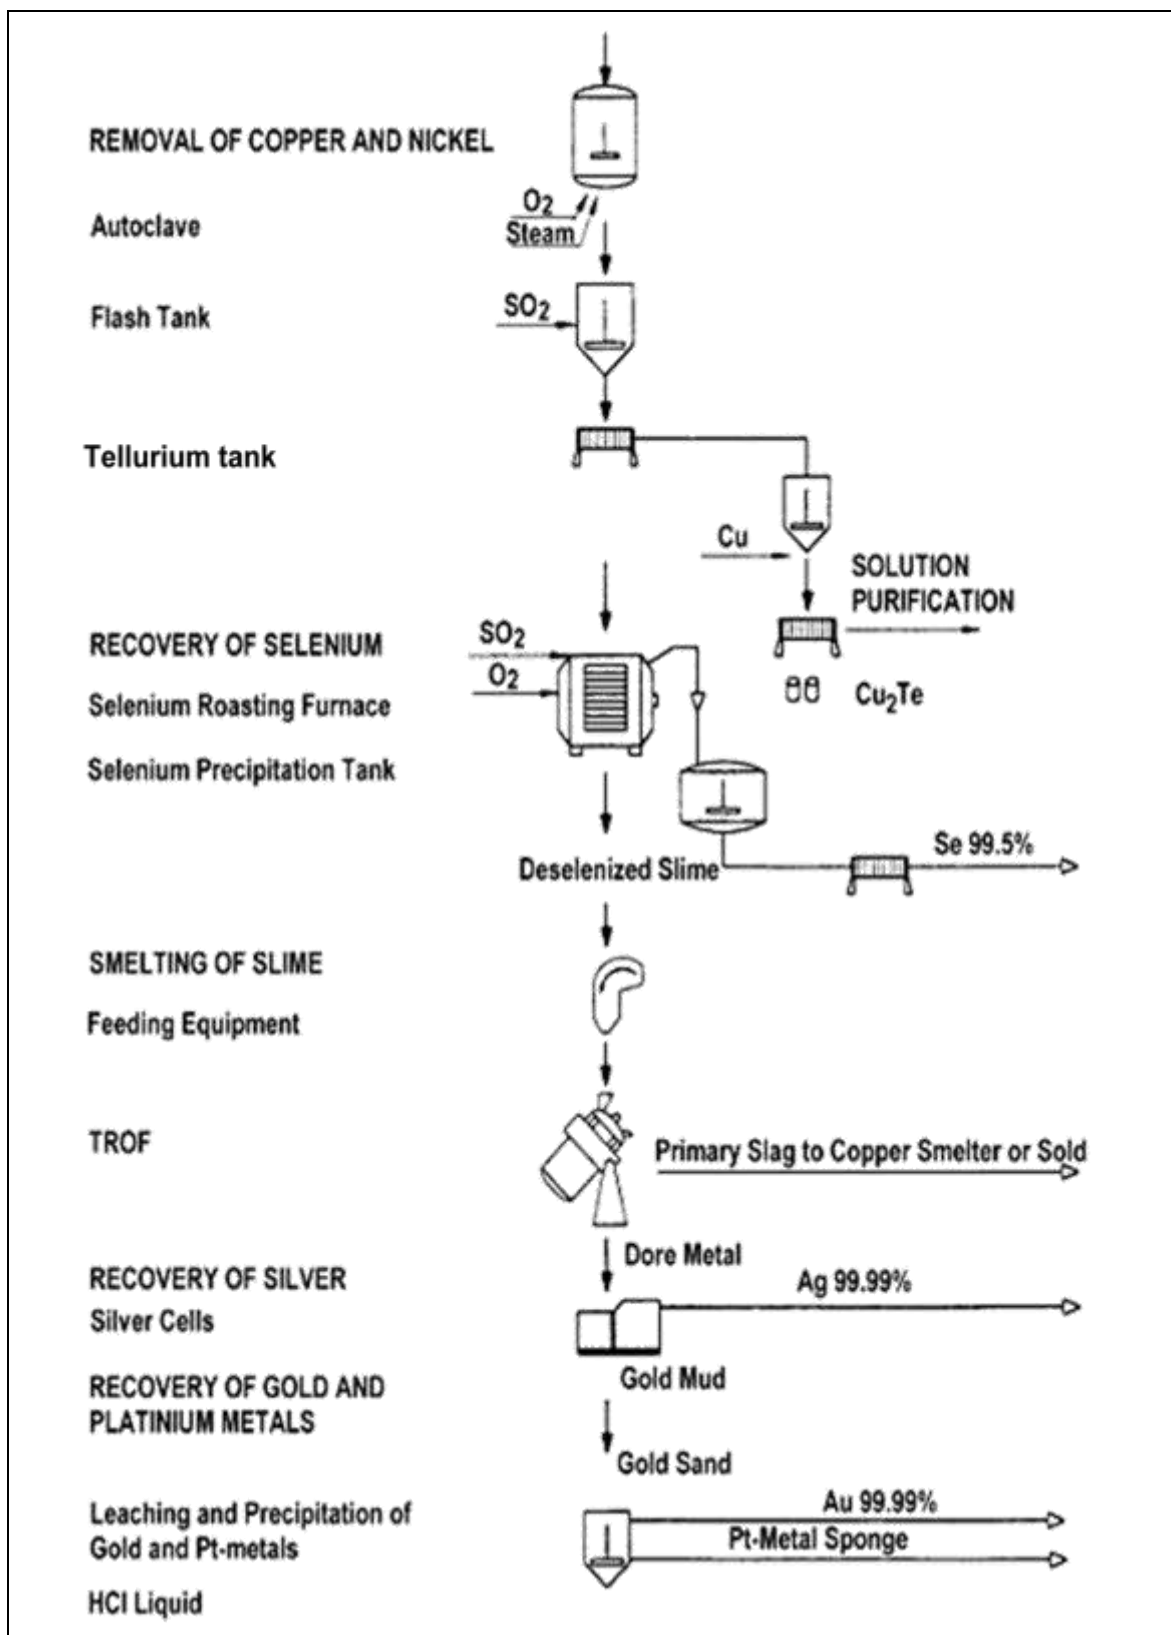 REMOVAL OF COPPER AND NICKEL
O2
Steam
Autoclave
Flash Tank
SO2
Tellurium tank
Cu
SOLUTION
PURIFICATION
Cu2Te
RECOVERY OF SELENIUM
SO2
O2
Selenium Roasting Furnace
Selenium Precipitation Tank
Se 99.5%
Deselenized Slime
SMELTING OF SLIME
Feeding Equipment
TROF
Primary Slag to Copper Smelter or Sold
Dore Metal
RECOVERY OF SILVER
Ag 99.99%
Silver Cells
Gold Mud
RECOVERY OF GOLD AND
PLATINIUM METALS
Gold Sand
Leaching and Precipitation of
Gold and Pt-metals
Au 99.99%
Pt-Metal Sponge
HCI Liquid